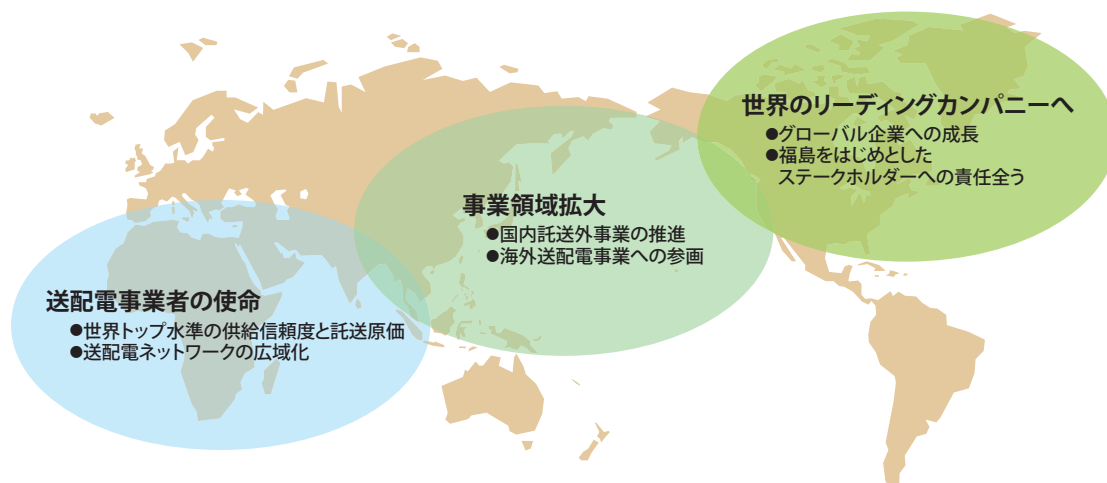 世界のリーディングカンパニーへ
●グローバル企業への成長
●福島をはじめとした
ステークホルダーへの責任全う
事業領域拡大
●国内託送外事業の推進
●海外送配電事業への参画
送配電事業者の使命
●世界トップ水準の供給信頼度と託送原価
●送配電ネットワークの広域化